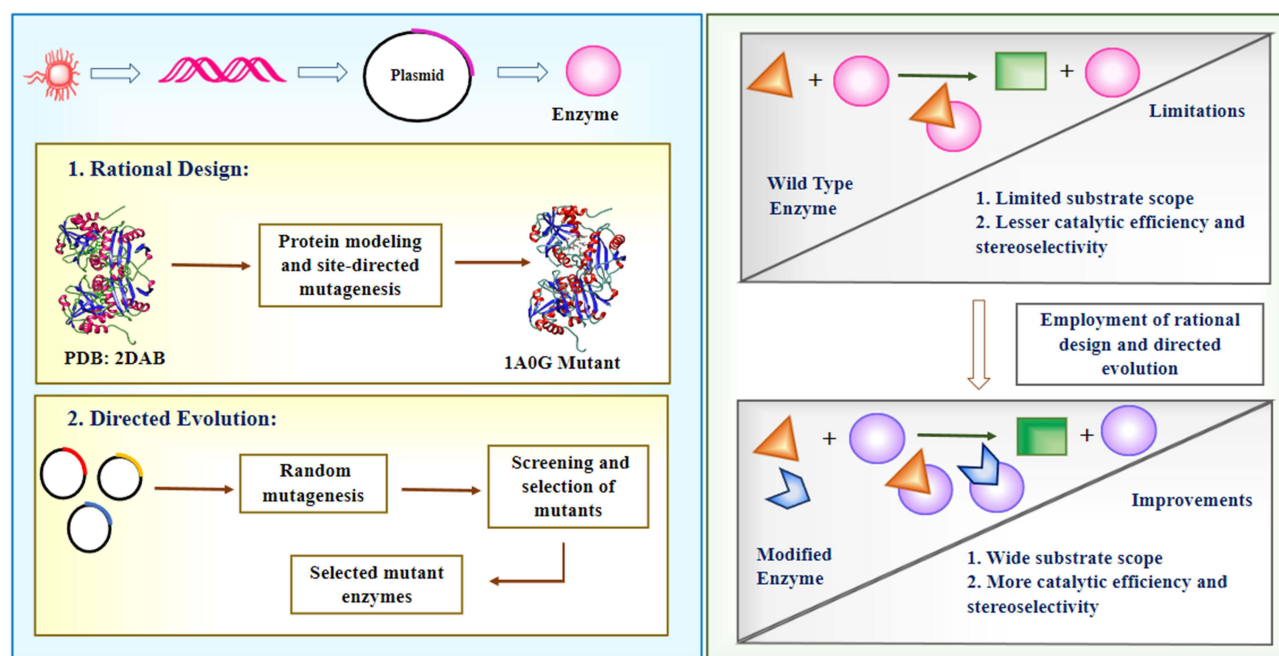 Plasmid
Enzyme
1. Rational Design:
Protein modeling
and site-directed
mutagenesis
PDB: 2DAB
1A0G Mutant
2. Directed Evolution:
Random
mutagenesis
Screening and
selection of
mutants
Selected mutant
enzymes
+
+
Limitations
Wild Type
Enzyme
1. Limited substrate scope
2. Lesser catalytic efficiency and
stereoselectivity
Employment of rational
design and directed
evolution
+
+
Improvements
Modified
Enzyme
1. Wide substrate scope
2. More catalytic efficiency and
stereoselectivity